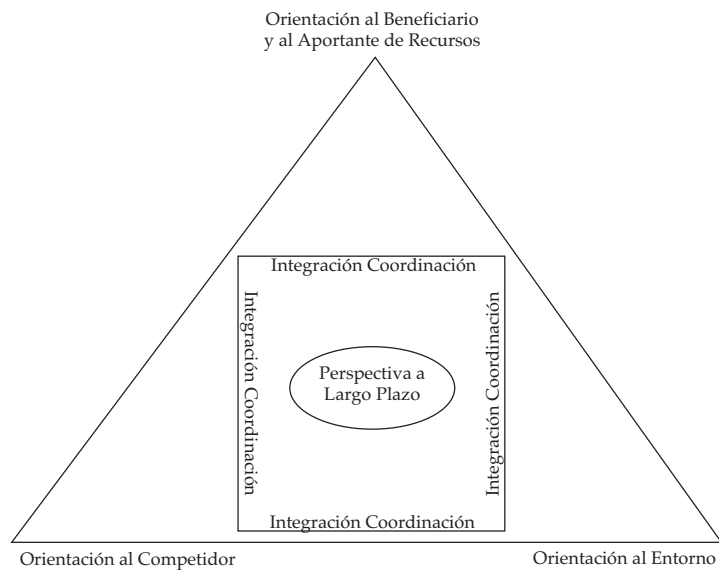 Orientación al Beneficiario
y al Aportante de Recursos
Integración Coordinación
Integración Coordinación
Perspectiva a
Largo Plazo
Integración Coordinación
Integración Coordinación
Orientación al Competidor
Orientación al Entorno